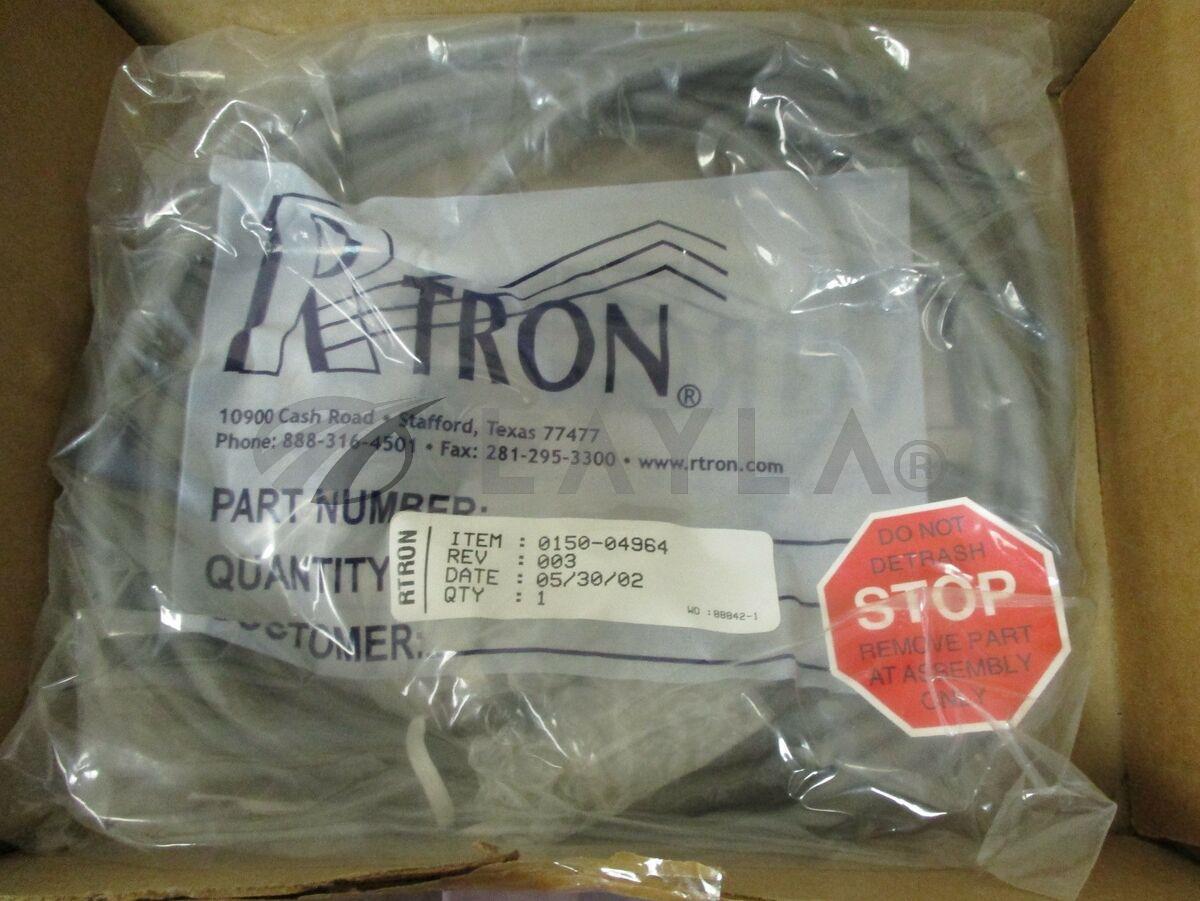 RTRON®
10900 Cash Road • Stafford, Texas 77477
Phone: 888-316-4501 • Fax: 281-295-3300 • www.rtron.com
LAYLA®
PART NUMBER:
QUANTITY
CUSTOMER:
RTRON
ITEM : 0150-04964
REV : 003
DATE : 05/30/02
QTY : 1
WO :88842-1
DO NOT
DETRASH
STOP
REMOVE PART
AT ASSEMBLY
ONLY